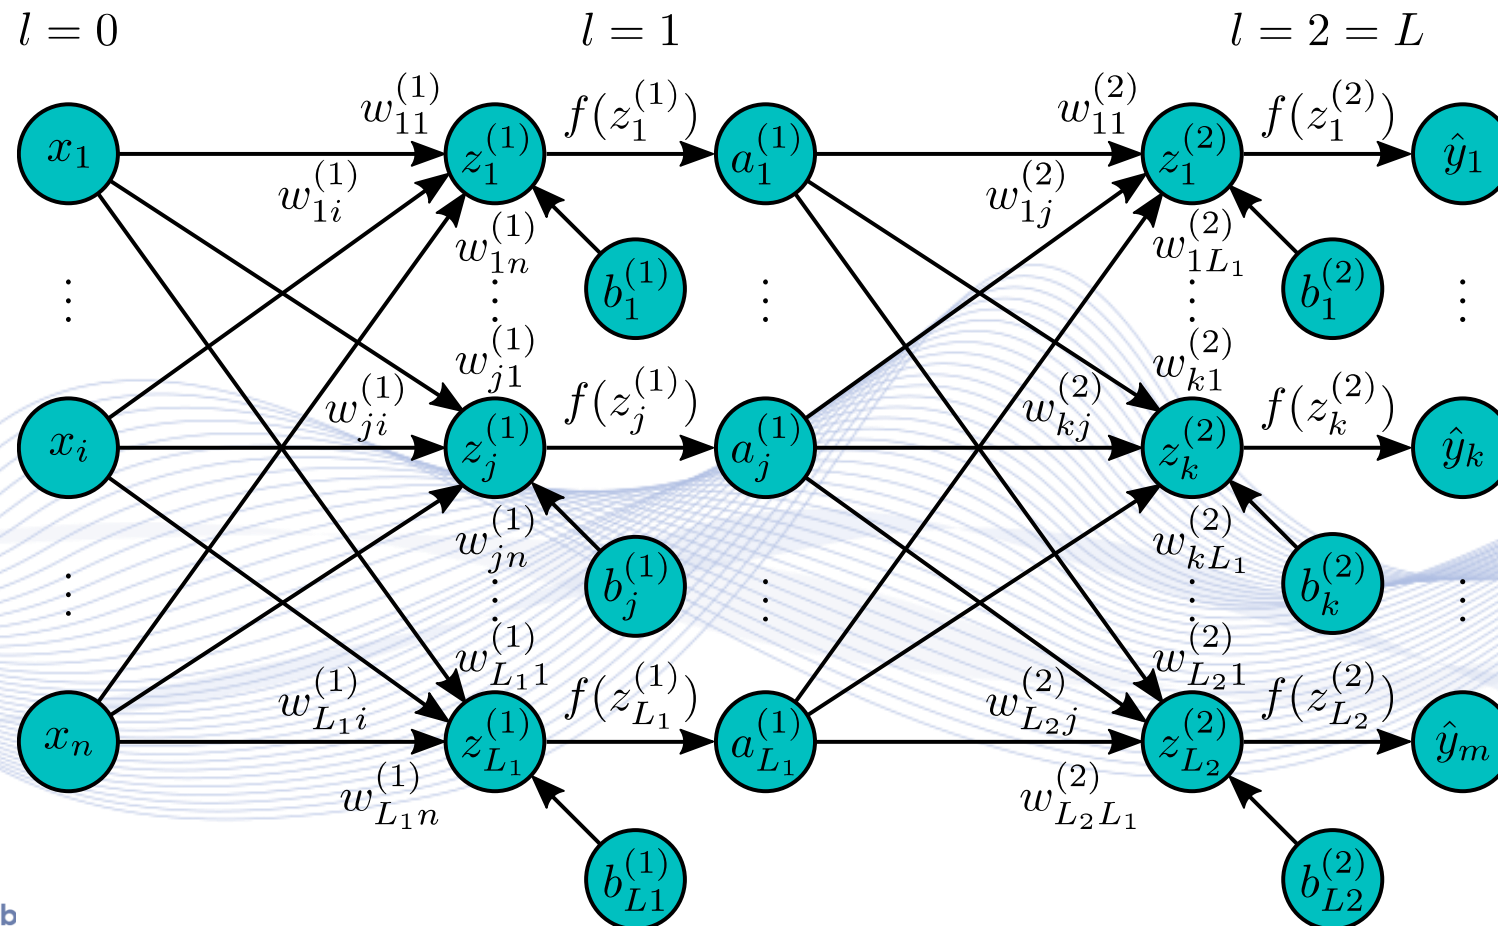 l = 0 l = 1 l = 2 = L
w_{11}^{(1)} f(z_1^{(1)}) w_{11}^{(2)} f(z_1^{(2)})
x_1 z_1^{(1)} a_1^{(1)} z_1^{(2)} ŷ_1
w_{1i}^{(1)} w_{1j}^{(2)}
w_{1n}^{(1)} w_{1L_1}^{(2)}
⋮ ⋮ b_1^{(1)} ⋮ ⋮ b_1^{(2)} ⋮
w_{j1}^{(1)} w_{k1}^{(2)}
w_{ji}^{(1)} f(z_j^{(1)}) w_{kj}^{(2)} f(z_k^{(2)})
x_i z_j^{(1)} a_j^{(1)} z_k^{(2)} ŷ_k
w_{jn}^{(1)} w_{kL_1}^{(2)}
⋮ ⋮ b_j^{(1)} ⋮ ⋮ b_k^{(2)} ⋮
w_{L_11}^{(1)} w_{L_21}^{(2)}
w_{L_1i}^{(1)} f(z_{L_1}^{(1)}) w_{L_2j}^{(2)} f(z_{L_2}^{(2)})
x_n z_{L_1}^{(1)} a_{L_1}^{(1)} z_{L_2}^{(2)} ŷ_m
w_{L_1n}^{(1)} w_{L_2L_1}^{(2)}
b_{L1}^{(1)} b_{L2}^{(2)}
b